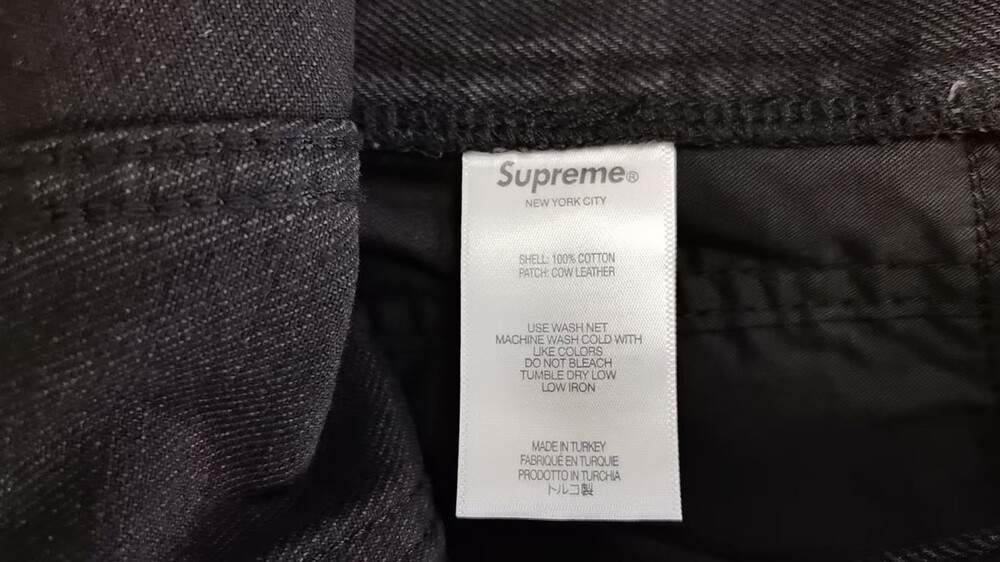 Supreme®
NEW YORK CITY
SHELL: 100% COTTON
PATCH: COW LEATHER
USE WASH NET
MACHINE WASH COLD WITH
LIKE COLORS
DO NOT BLEACH
TUMBLE DRY LOW
LOW IRON
MADE IN TURKEY
FABRIQUÉ EN TURQUIE
PRODOTTO IN TURCHIA
トルコ製